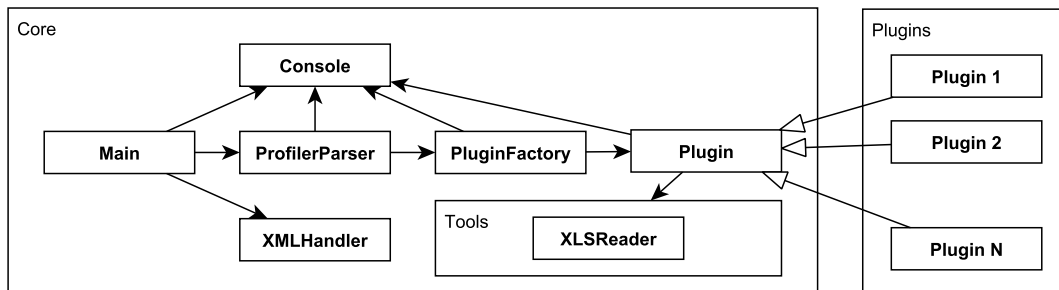 Core
Plugins
Console
Plugin 1
Main
ProfilerParser
PluginFactory
Plugin
Plugin 2
XMLHandler
Tools
XLSReader
Plugin N